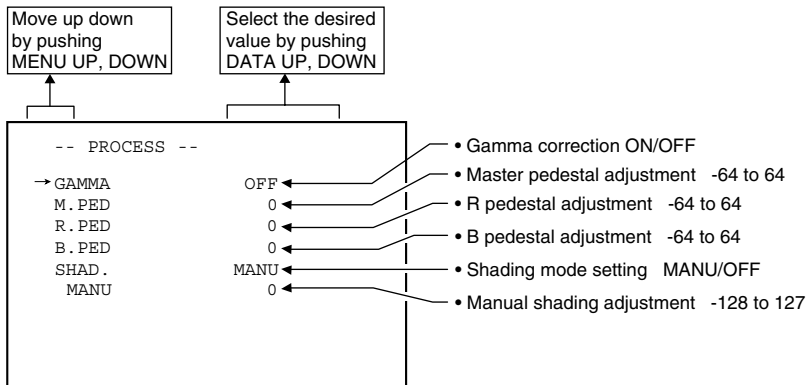 Move up down
by pushing
MENU UP, DOWN
Select the desired
value by pushing
DATA UP, DOWN
-- PROCESS --
→GAMMA OFF
M.PED 0
R.PED 0
B.PED 0
SHAD. MANU
MANU 0
• Gamma correction ON/OFF
• Master pedestal adjustment -64 to 64
• R pedestal adjustment -64 to 64
• B pedestal adjustment -64 to 64
• Shading mode setting MANU/OFF
• Manual shading adjustment -128 to 127